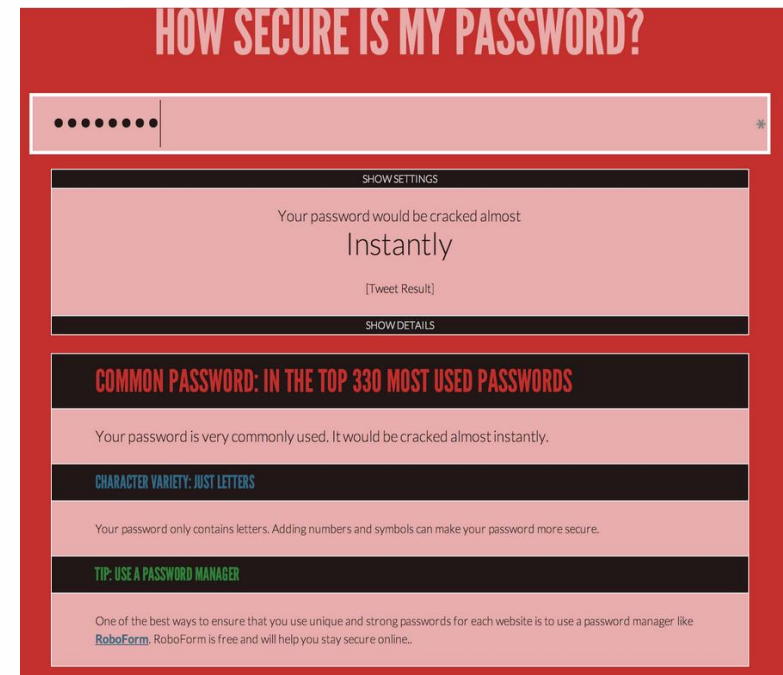 HOW SECURE IS MY PASSWORD?
••••••••
*
SHOW SETTINGS
Your password would be cracked almost
Instantly
[Tweet Result]
SHOW DETAILS
COMMON PASSWORD: IN THE TOP 330 MOST USED PASSWORDS
Your password is very commonly used. It would be cracked almost instantly.
CHARACTER VARIETY: JUST LETTERS
Your password only contains letters. Adding numbers and symbols can make your password more secure.
TIP: USE A PASSWORD MANAGER
One of the best ways to ensure that you use unique and strong passwords for each website is to use a password manager like
RoboForm. RoboForm is free and will help you stay secure online..